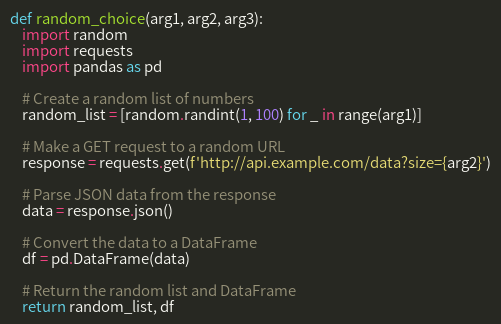 def random_choice(arg1, arg2, arg3):
    import random
    import requests
    import pandas as pd

    # Create a random list of numbers
    random_list = [random.randint(1, 100) for _ in range(arg1)]

    # Make a GET request to a random URL
    response = requests.get(f'http://api.example.com/data?size={arg2}')

    # Parse JSON data from the response
    data = response.json()

    # Convert the data to a DataFrame
    df = pd.DataFrame(data)

    # Return the random list and DataFrame
    return random_list, df